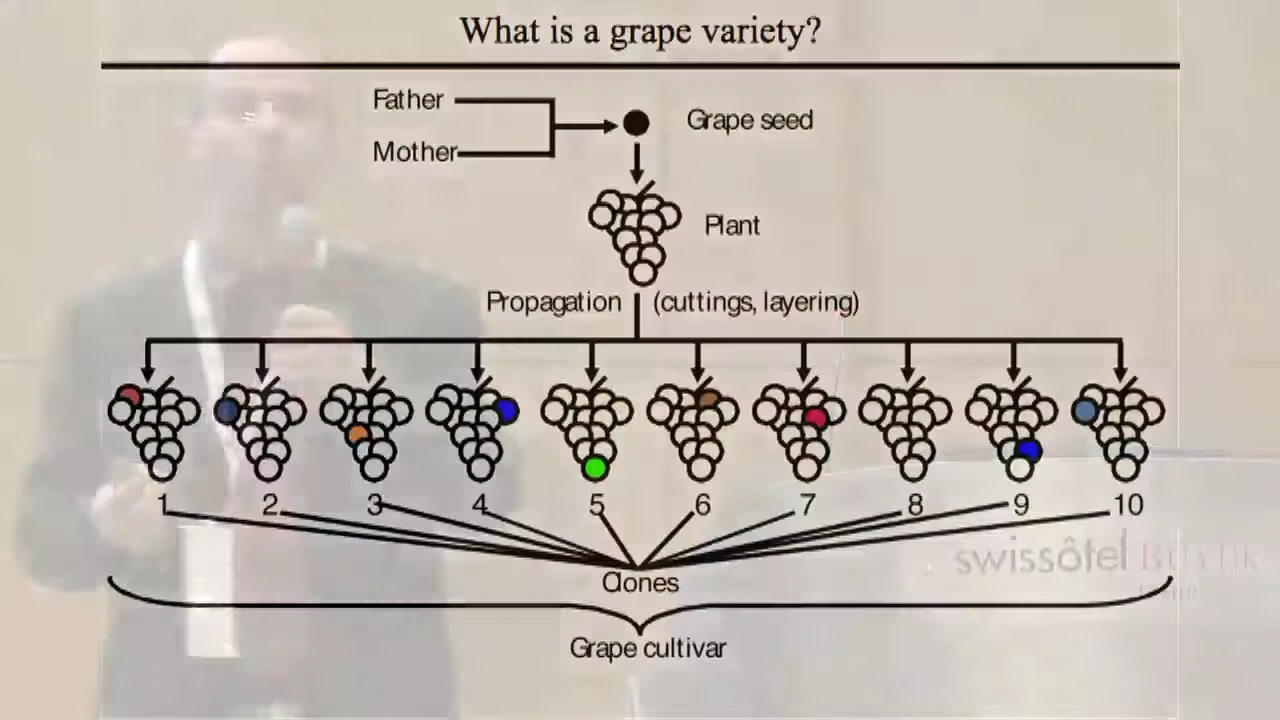 What is a grape variety?
Father
Grape seed
Mother
Plant
Propagation (cuttings, layering)
1 2 3 4 5 6 7 8 9 10
swissôtel BÜYÜK
Clones
Grape cultivar